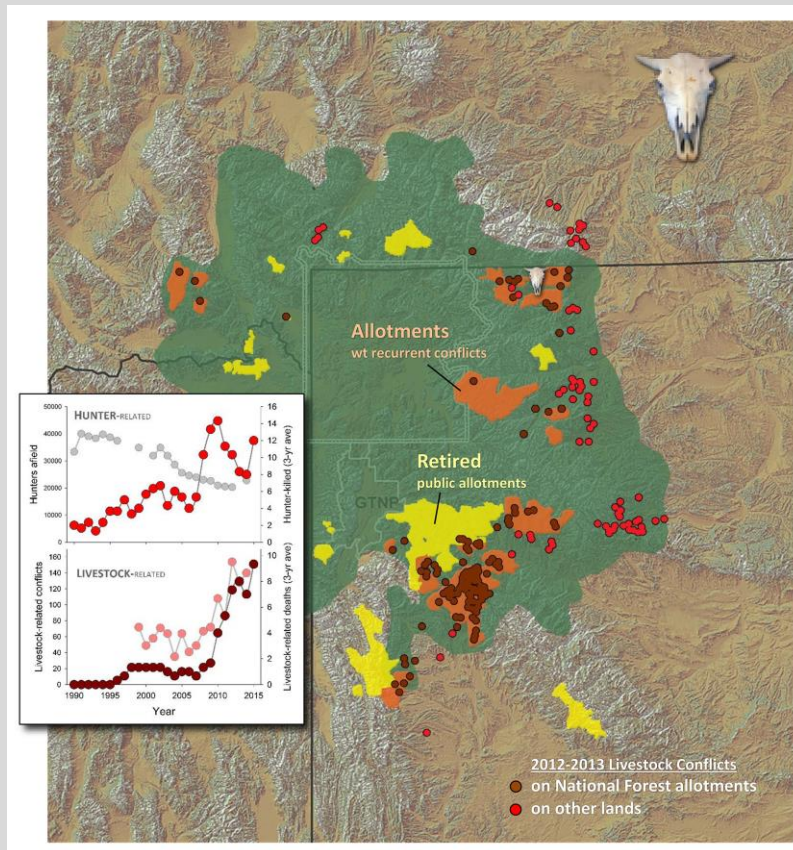 Allotments
wt recurrent conflicts
Retired
public allotments
GTNP
HUNTER-RELATED
Hunters afield
50000
40000
30000
20000
10000
0
16
14
12
10
8
6
4
2
0
Hunter-killed (3-yr ave)
LIVESTOCK-RELATED
Livestock-related conflicts
160
140
120
100
80
60
40
20
0
10
8
6
4
2
0
Livestock-related deaths (3-yr ave)
1990
1995
2000
2005
2010
2015
Year
2012-2013 Livestock Conflicts
on National Forest allotments
on other lands